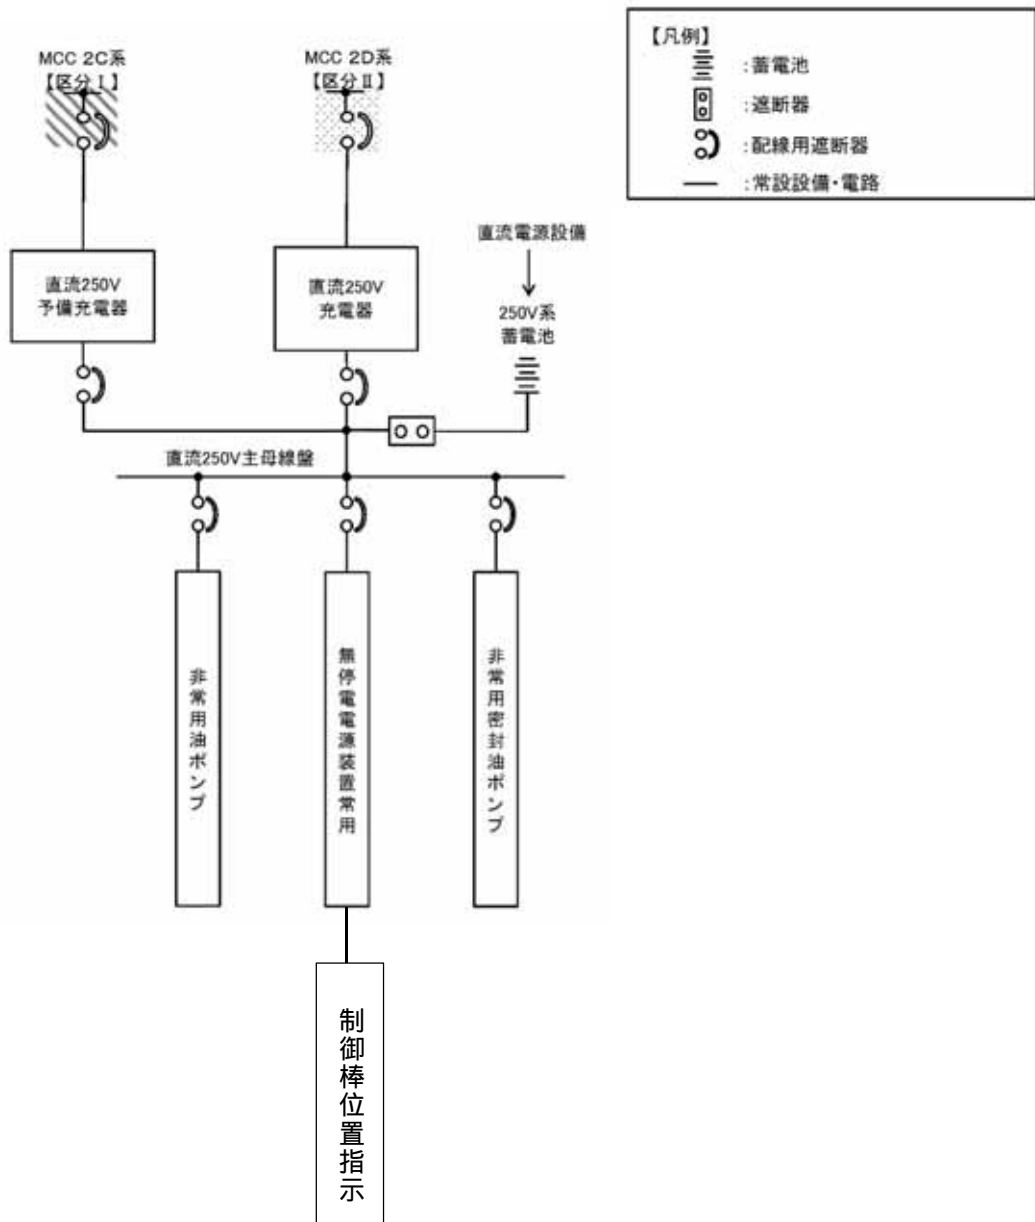 MCC 2C系
【区分Ⅰ】
MCC 2D系
【区分Ⅱ】
【凡例】
:蓄電池
:遮断器
:配線用遮断器
:常設設備・電路
直流250V
予備充電器
直流250V
充電器
直流電源設備
250V系
蓄電池
直流250V主母線盤
非常用油ポンプ
無停電電源装置常用
非常用密封油ポンプ
制御棒位置指示